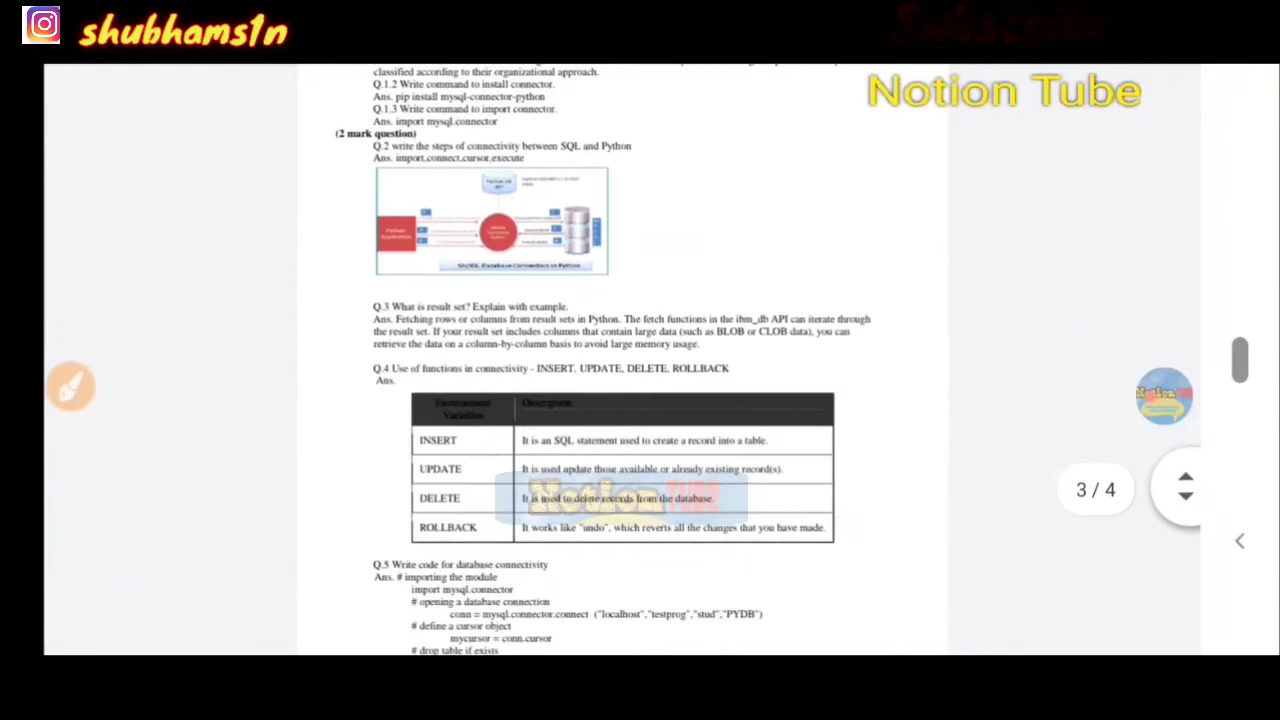 shubhams1n
Subscribe
Notion Tube
classified according to their organizational approach.
Q.1.2 Write command to install connector.
Ans. pip install mysql-connector-python
Q.1.3 Write command to import connector.
Ans. import mysql.connector
(2 mark question)
Q.2 write the steps of connectivity between SQL and Python
Ans. import,connect,cursor,execute
MySQL Database Connection in Python
Q.3 What is result set? Explain with example.
Ans. Fetching rows or columns from result sets in Python. The fetch functions in the ibm_db API can iterate through
the result set. If your result set includes columns that contain large data (such as BLOB or CLOB data), you can
retrieve the data on a column-by-column basis to avoid large memory usage.
Q.4 Use of functions in connectivity - INSERT, UPDATE, DELETE, ROLLBACK
Ans.
Environment Description
Variables
INSERT It is an SQL statement used to create a record into a table.
UPDATE It is used update those available or already existing record(s).
DELETE It is used to delete records from the database.
ROLLBACK It works like "undo", which reverts all the changes that you have made.
Notion TUBE
3 / 4
Q.5 Write code for database connectivity
Ans. # importing the module
import mysql.connector
# opening a database connection
conn = mysql.connector.connect ("localhost","testprog","stud","PYDB")
# define a cursor object
mycursor = conn.cursor
# drop table if exists